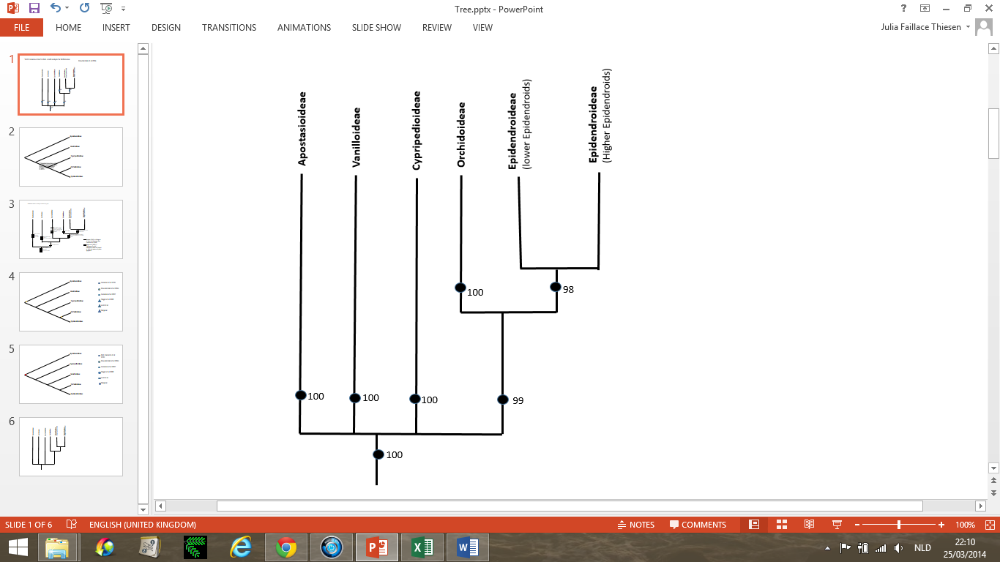 Tree.pptx - PowerPoint
FILE
HOME
INSERT
DESIGN
TRANSITIONS
ANIMATIONS
SLIDE SHOW
REVIEW
VIEW
Julia Faillace Thiesen
1
2
3
4
5
6
Apostasioideae
Vanilloideae
Cypripedioideae
Orchidoideae
Epidendroideae
(lower Epidendroids)
Epidendroideae
(Higher Epidendroids)
100
98
100
100
100
99
100
SLIDE 1 OF 6
ENGLISH (UNITED KINGDOM)
NOTES
COMMENTS
100%
NLD
22:10
25/03/2014